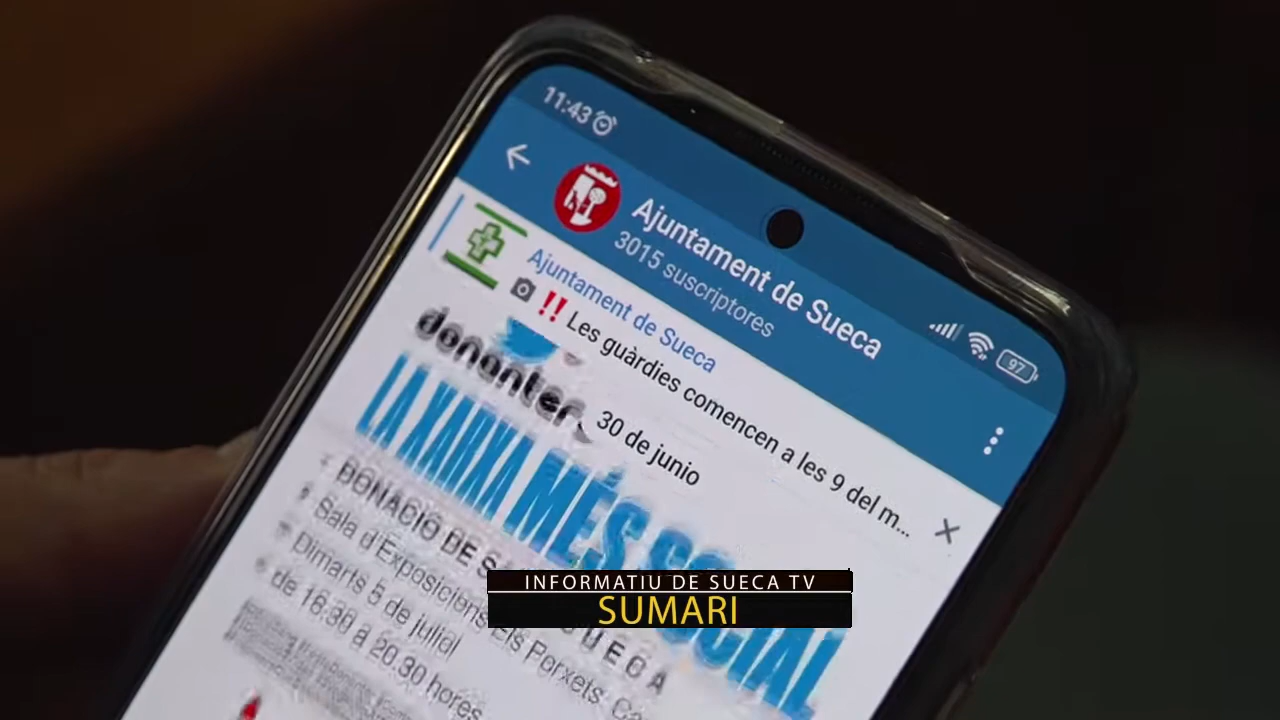 11:43
Ajuntament de Sueca
3015 suscriptores
97
Ajuntament de Sueca
‼ Les guàrdies comencen a les 9 del m...
donants
30 de junio
LA XARXA MÉS SOCIAL
DONACIÓ DE SUECA
Sala d'Exposicions Els Porxets.
Dimarts 5 de juliol
de 16:30 a 20.30 hores
INFORMATIU DE SUECA TV
SUMARI